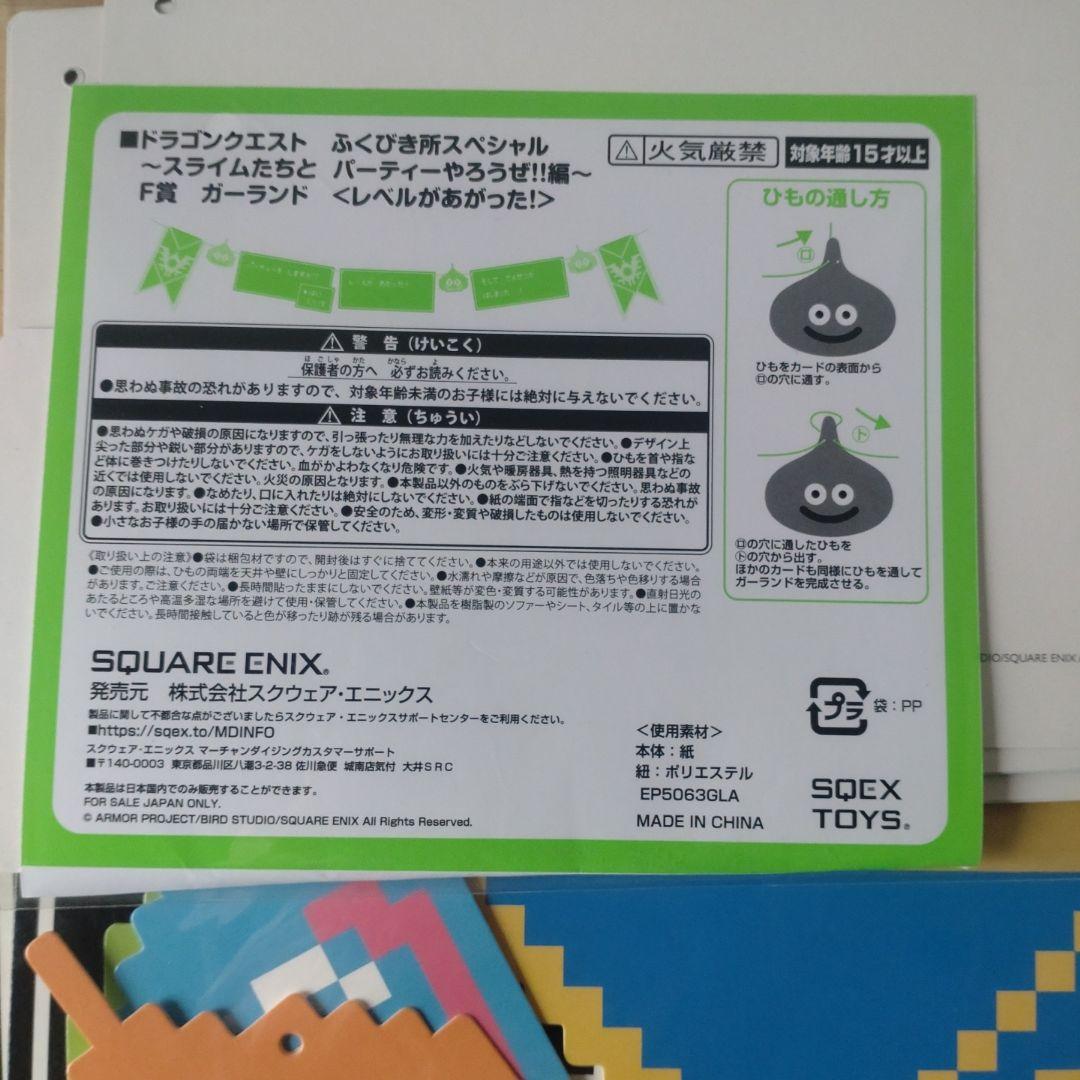 ■ドラゴンクエスト ふくびき所スペシャル
～スライムたちと パーティーやろうぜ!!編～
F賞 ガーランド ＜レベルがあがった!＞
⚠火気厳禁
対象年齢15才以上
ひもの通し方
ロ
ひもをカードの表面から
ロの穴に通す。
ト
ロの穴に通したひもを
トの穴から出す。
ほかのカードも同様にひもを通して
ガーランドを完成させる。
⚠ 警告（けいこく）
保護者の方へ 必ずお読みください。
●思わぬ事故の恐れがありますので、対象年齢未満のお子様には絶対に与えないでください。
⚠ 注意（ちゅうい）
●思わぬケガや破損の原因になりますので、引っ張ったり無理な力を加えたりなどしないでください。●デザイン上
尖った部分や鋭い部分がありますので、ケガをしないようにお取り扱いには十分ご注意ください。●ひもを首や指な
ど体に巻きつけたりしないでください。血がかよわなくなり危険です。●火気や暖房器具、熱を持つ照明器具などの
近くでは使用しないでください。火災の原因となります。●本製品以外のものをぶら下げないでください。思わぬ事故
の原因になります。●なめたり、口に入れたりは絶対にしないでください。●紙の端面で指などを切ったりする恐れが
あります。お取り扱いには十分ご注意ください。●安全のため、変形・変質や破損したものは使用しないでください。
●小さなお子様の手の届かない場所で保管してください。
《取り扱い上の注意》●袋は梱包材ですので、開封後はすぐに捨ててください。●本来の用途以外では使用しないでください。
●ご使用の際は、ひもの両端を天井や壁にしっかりと固定してください。●水濡れや摩擦などが原因で、色落ちや色移りする場合
があります。ご注意ください。●長時間貼ったままにしないでください。壁紙等が変色・変質する可能性があります。●直射日光の
あたるところや高温多湿な場所を避けて使用・保管してください。●本製品を樹脂製のソファーやシート、タイル等の上に置かな
いでください。長時間接触していると色が移ったり跡が残る場合があります。
SQUARE ENIX®
発売元 株式会社スクウェア・エニックス
製品に関して不都合な点がございましたらスクウェア・エニックスサポートセンターをご利用ください。
■https://sqex.to/MDINFO
スクウェア・エニックス マーチャンダイジングカスタマーサポート
■〒140-0003 東京都品川区八潮3-2-38 佐川急便 城南店気付 大井SRC
本製品は日本国内でのみ販売することができます。
FOR SALE JAPAN ONLY.
© ARMOR PROJECT/BIRD STUDIO/SQUARE ENIX All Rights Reserved.
＜使用素材＞
本体：紙
紐：ポリエステル
EP5063GLA
MADE IN CHINA
プラ 袋：PP
SQEX
TOYS®
DIO/SQUARE ENIX